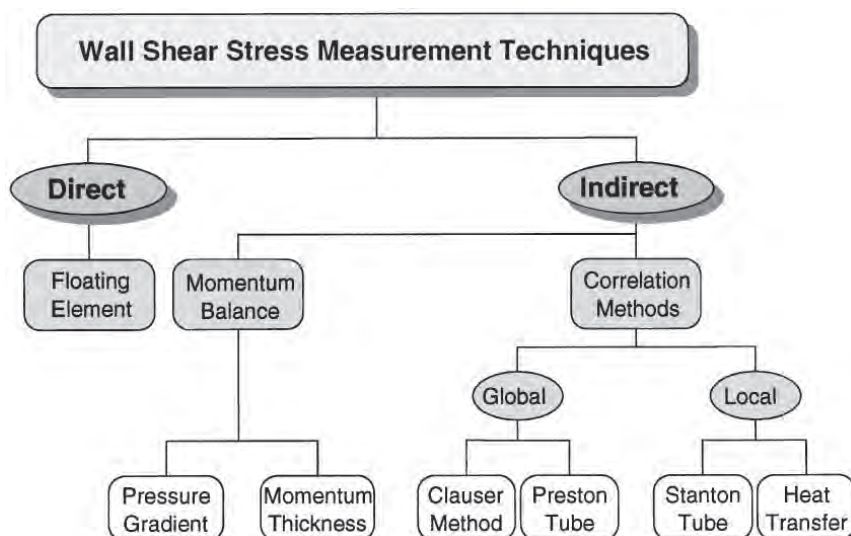 Wall Shear Stress Measurement Techniques
Direct
Indirect
Floating
Element
Momentum
Balance
Correlation
Methods
Global
Local
Pressure
Gradient
Momentum
Thickness
Clauser
Method
Preston
Tube
Stanton
Tube
Heat
Transfer